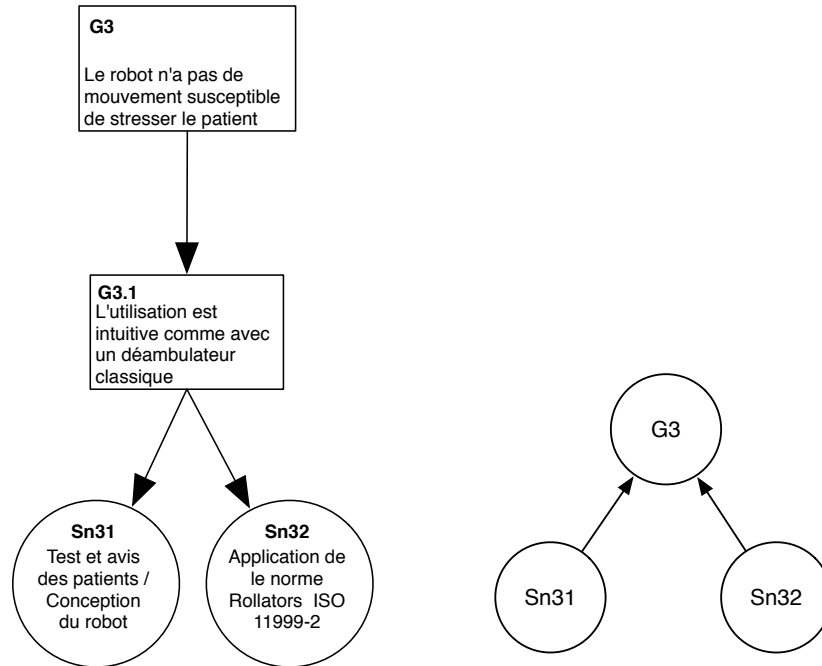 G3
Le robot n'a pas de
mouvement susceptible
de stresser le patient
G3.1
L'utilisation est
intuitive comme avec
un déambulateur
classique
Sn31
Test et avis
des patients /
Conception
du robot
Sn32
Application de
le norme
Rollators ISO
11999-2
G3
Sn31
Sn32